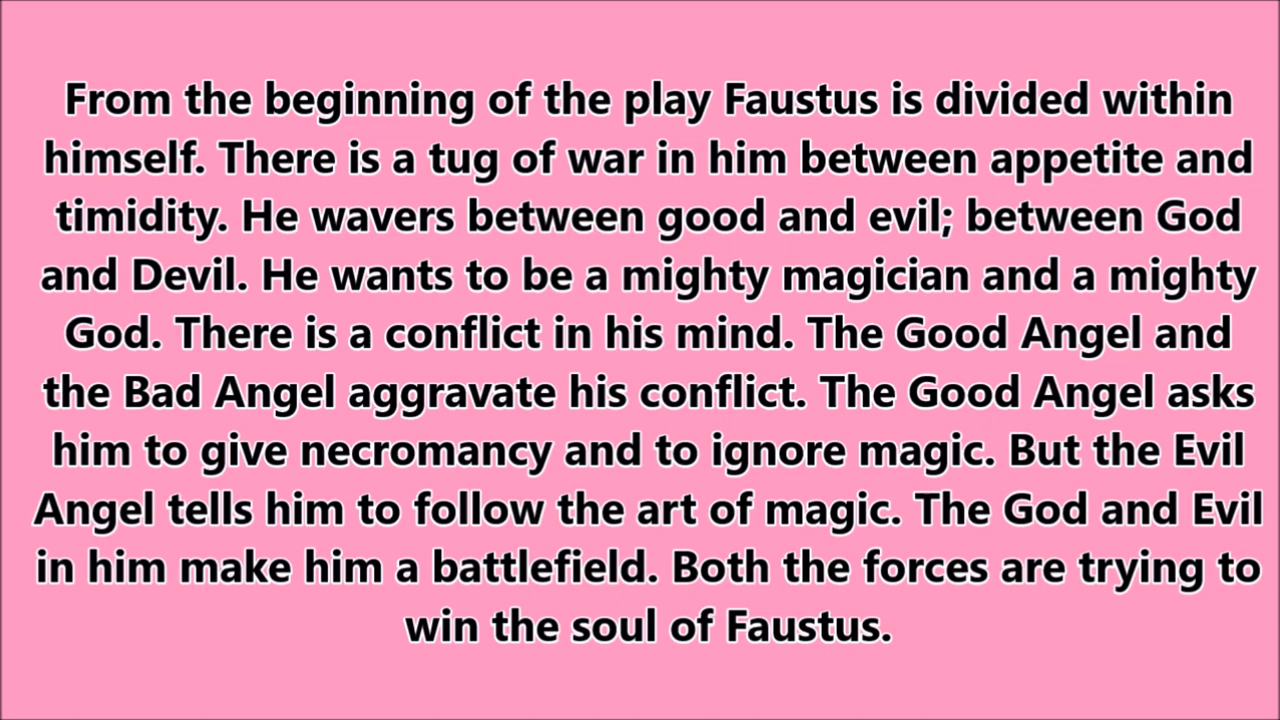 From the beginning of the play Faustus is divided within
himself. There is a tug of war in him between appetite and
timidity. He wavers between good and evil; between God
and Devil. He wants to be a mighty magician and a mighty
God. There is a conflict in his mind. The Good Angel and
the Bad Angel aggravate his conflict. The Good Angel asks
him to give necromancy and to ignore magic. But the Evil
Angel tells him to follow the art of magic. The God and Evil
in him make him a battlefield. Both the forces are trying to
win the soul of Faustus.